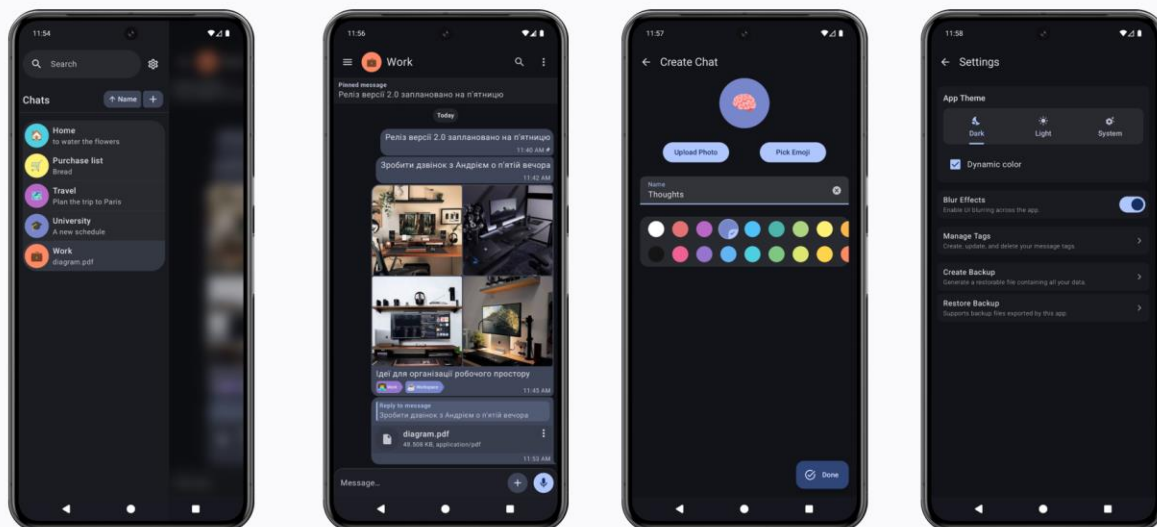 11:54
Search
Chats
↑ Name +
Home
to water the flowers
Purchase list
Bread
Travel
Plan the trip to Paris
University
A new schedule
Work
diagram.pdf
11:56
Work
Pinned message
Реліз версії 2.0 заплановано на п'ятницю
Today
Реліз версії 2.0 заплановано на п'ятницю
11:40 AM
Зробити дзвінок з Андрієм о п'ятій вечора
11:42 AM
Ідеї для організації робочого простору
Work Workspace
11:45 AM
Reply to message
Зробити дзвінок з Андрієм о п'ятій вечора
diagram.pdf
KB, application/pdf
11:53 AM
Message...
11:57
Create Chat
Upload Photo Pick Emoji
Name
Thoughts
Done
11:58
Settings
App Theme
Dark Light System
Dynamic color
Blur Effects
Enable UI blurring across the app.
Manage Tags
Create, update, and delete your message tags.
Create Backup
Generate a restorable file containing all your data.
Restore Backup
Supports backup files exported by this app.